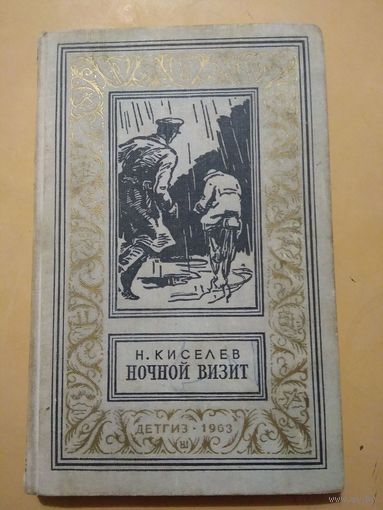 Н. КИСЕЛЕВ
НОЧНОЙ ВИЗИТ
ДЕТГИЗ · 1963